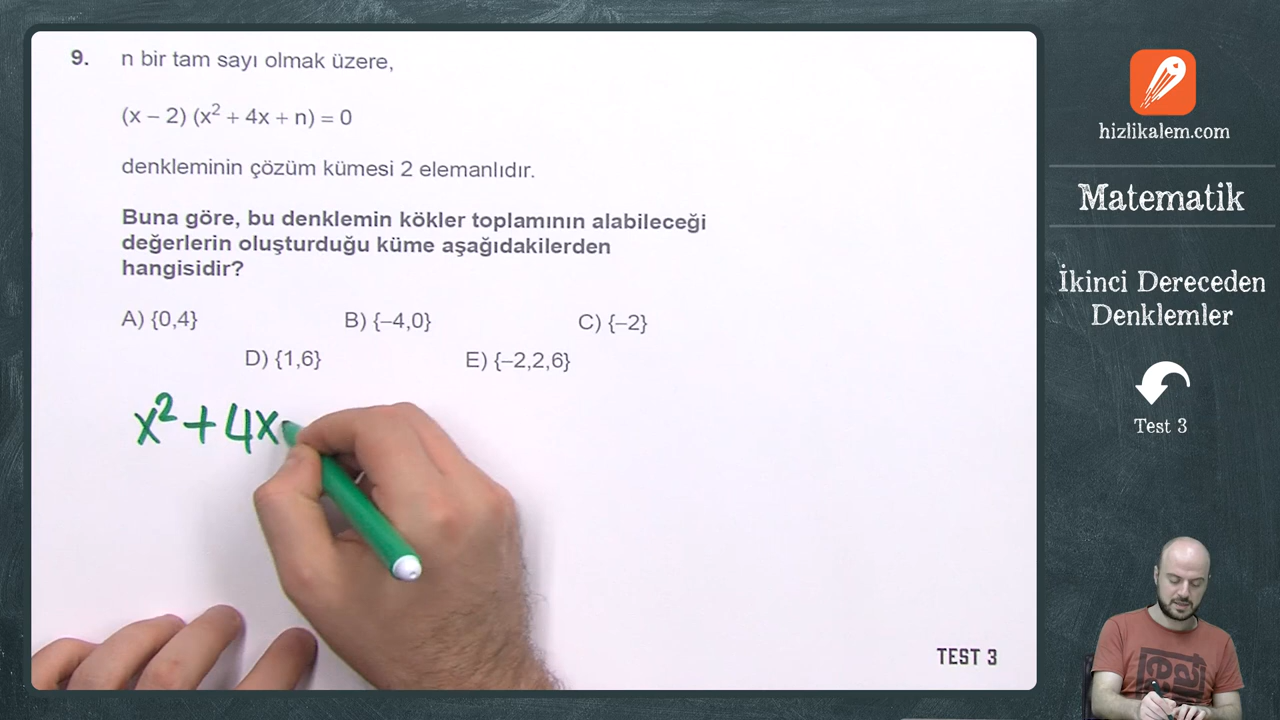 9. n bir tam sayı olmak üzere,
(x – 2) (x² + 4x + n) = 0
denkleminin çözüm kümesi 2 elemanlıdır.
Buna göre, bu denklemin kökler toplamının alabileceği
değerlerin oluşturduğu küme aşağıdakilerden
hangisidir?
A) {0,4} B) {–4,0} C) {–2}
D) {1,6} E) {–2,2,6}
x² + 4x
TEST 3
hizlikalem.com
Matematik
İkinci Dereceden
Denklemler
Test 3